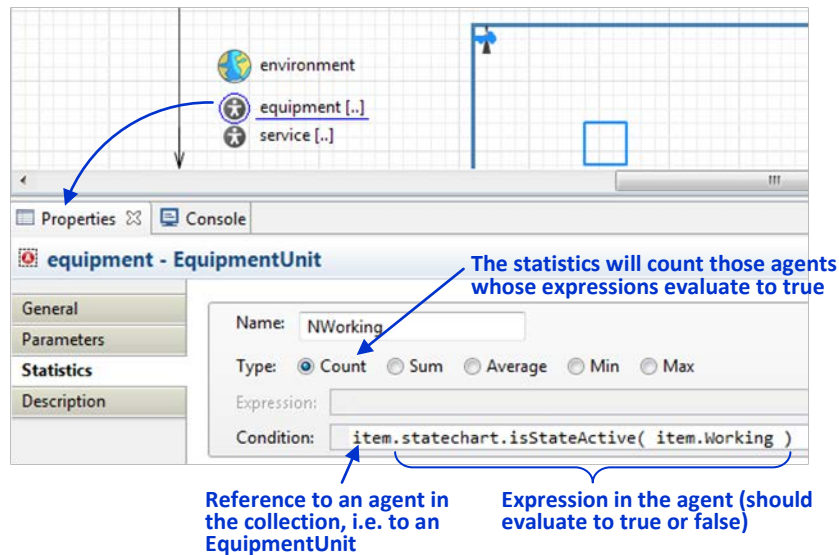 environment
equipment [..]
service [..]
Properties
Console
equipment - EquipmentUnit
The statistics will count those agents
whose expressions evaluate to true
General
Parameters
Statistics
Description
Name: NWorking
Type: Count Sum Average Min Max
Expression:
Condition: item.statechart.isStateActive( item.Working )
Reference to an agent in
the collection, i.e. to an
EquipmentUnit
Expression in the agent (should
evaluate to true or false)